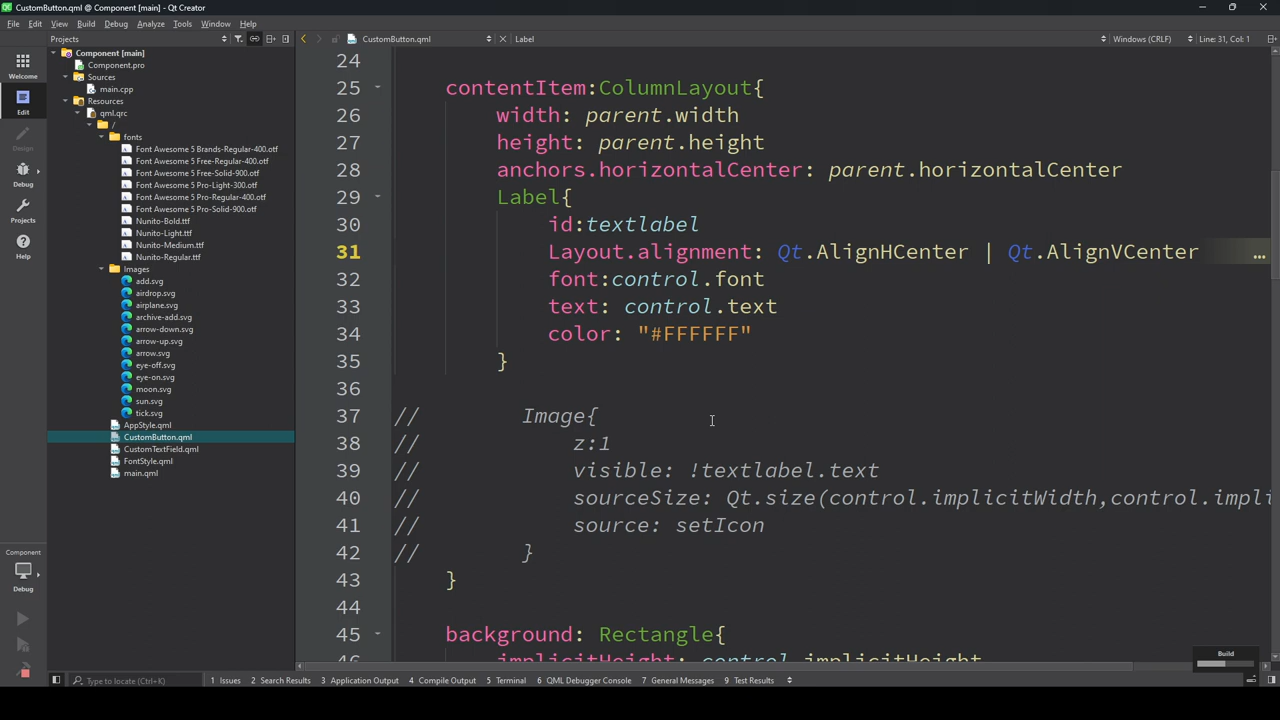 CustomButton.qml @ Component [main] - Qt Creator
File Edit View Build Debug Analyze Tools Window Help
Projects
CustomButton.qml
Label
Windows (CRLF)
Line: 31, Col: 1
Welcome
Edit
Design
Debug
Projects
Help
Component
Debug
Component [main]
Component.pro
Sources
main.cpp
Resources
qml.qrc
/
fonts
Font Awesome 5 Brands-Regular-400.otf
Font Awesome 5 Free-Regular-400.otf
Font Awesome 5 Free-Solid-900.otf
Font Awesome 5 Pro-Light-300.otf
Font Awesome 5 Pro-Regular-400.otf
Font Awesome 5 Pro-Solid-900.otf
Nunito-Bold.ttf
Nunito-Light.ttf
Nunito-Medium.ttf
Nunito-Regular.ttf
Images
add.svg
airdrop.svg
airplane.svg
archive-add.svg
arrow-down.svg
arrow-up.svg
arrow.svg
eye-off.svg
eye-on.svg
moon.svg
sun.svg
tick.svg
AppStyle.qml
CustomButton.qml
CustomTextField.qml
FontStyle.qml
main.qml
24
25 contentItem:ColumnLayout{
26 width: parent.width
27 height: parent.height
28 anchors.horizontalCenter: parent.horizontalCenter
29 Label{
30 id:textlabel
31 Layout.alignment: Qt.AlignHCenter | Qt.AlignVCenter ...
32 font:control.font
33 text: control.text
34 color: "#FFFFFF"
35 }
36
37 // Image{
38 // z:1
39 // visible: !textlabel.text
40 // sourceSize: Qt.size(control.implicitWidth,control.impli
41 // source: setIcon
42 // }
43 }
44
45 background: Rectangle{
46 implicitHeight: control.implicitHeight
Build
Type to locate (Ctrl+K)
1 Issues 2 Search Results 3 Application Output 4 Compile Output 5 Terminal 6 QML Debugger Console 7 General Messages 9 Test Results